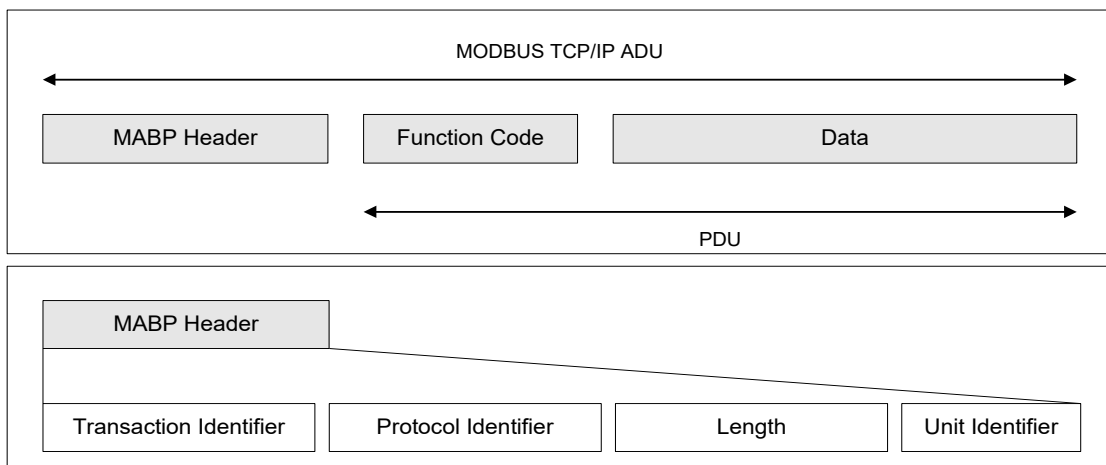 MODBUS TCP/IP ADU
MABP Header Function Code Data
PDU
MABP Header
Transaction Identifier Protocol Identifier Length Unit Identifier